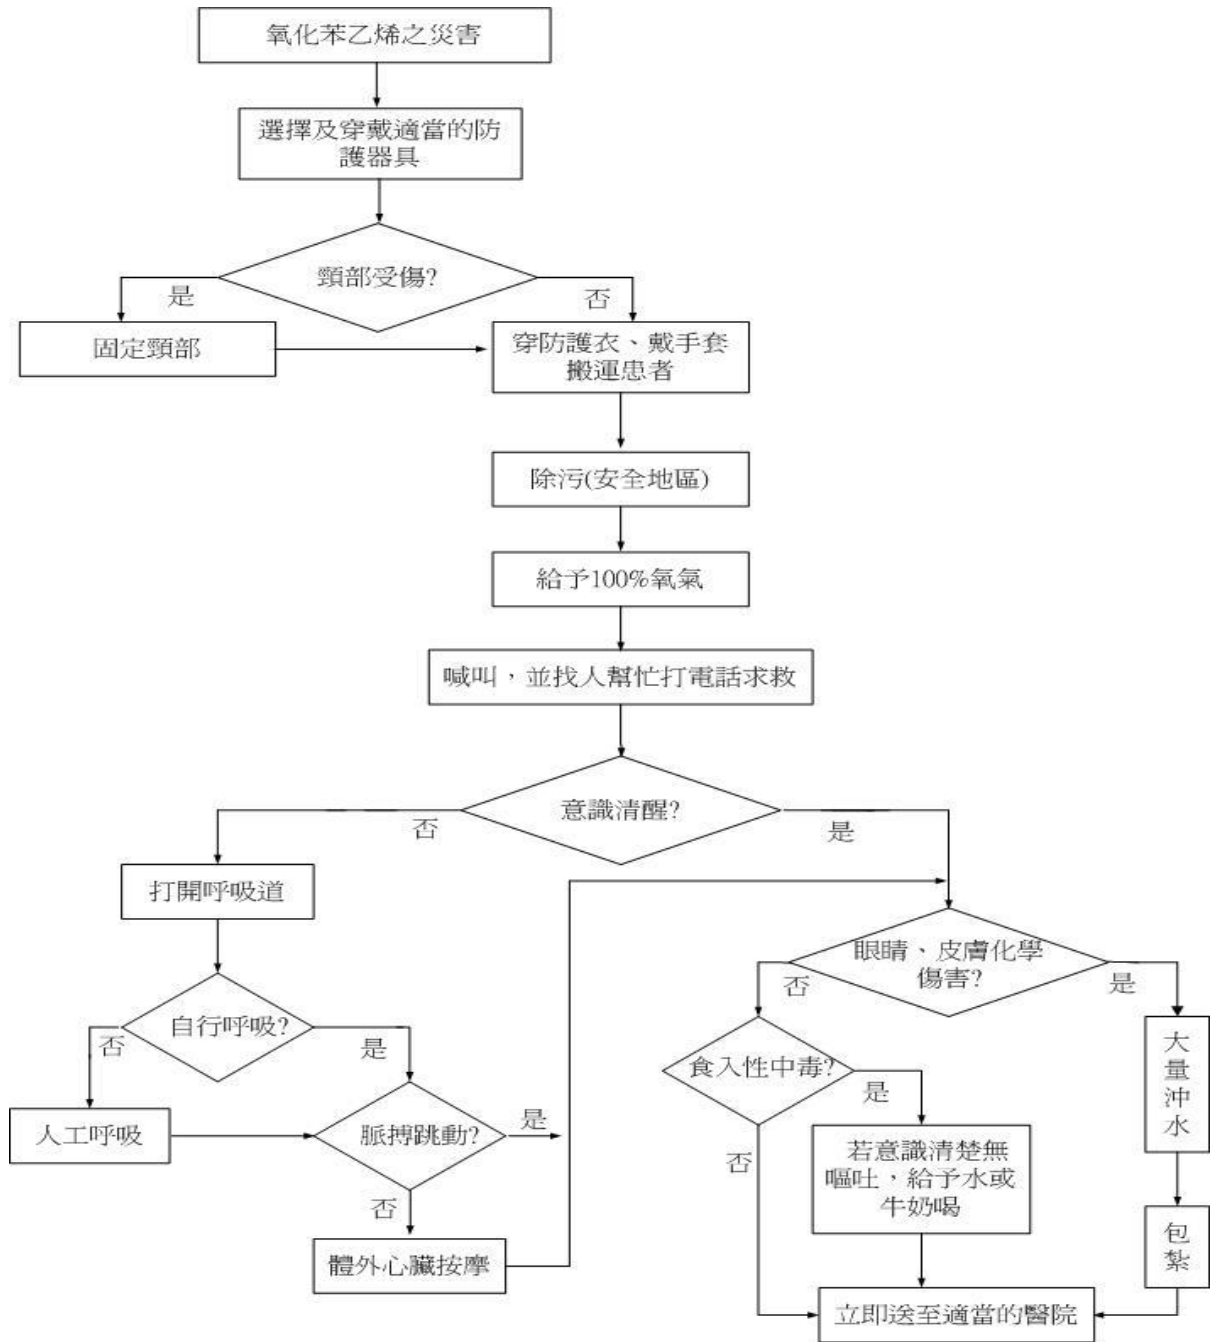 氧化苯乙烯之災害
選擇及穿戴適當的防
護器具
頸部受傷?
是
否
固定頸部
穿防護衣、戴手套
搬運患者
除污(安全地區)
給予100%氧氣
喊叫，並找人幫忙打電話求救
意識清醒?
否
是
打開呼吸道
眼睛、皮膚化學
傷害?
否
是
自行呼吸?
否
是
食入性中毒?
是
否
大
量
沖
水
人工呼吸
脈搏跳動?
是
否
若意識清楚無
嘔吐，給予水或
牛奶喝
包
紮
體外心臟按摩
立即送至適當的醫院